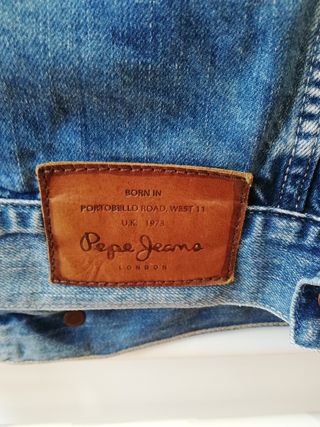 BORN IN
PORTOBELLO ROAD, WEST 11
U.K. 1973
Pepe Jeans
LONDON